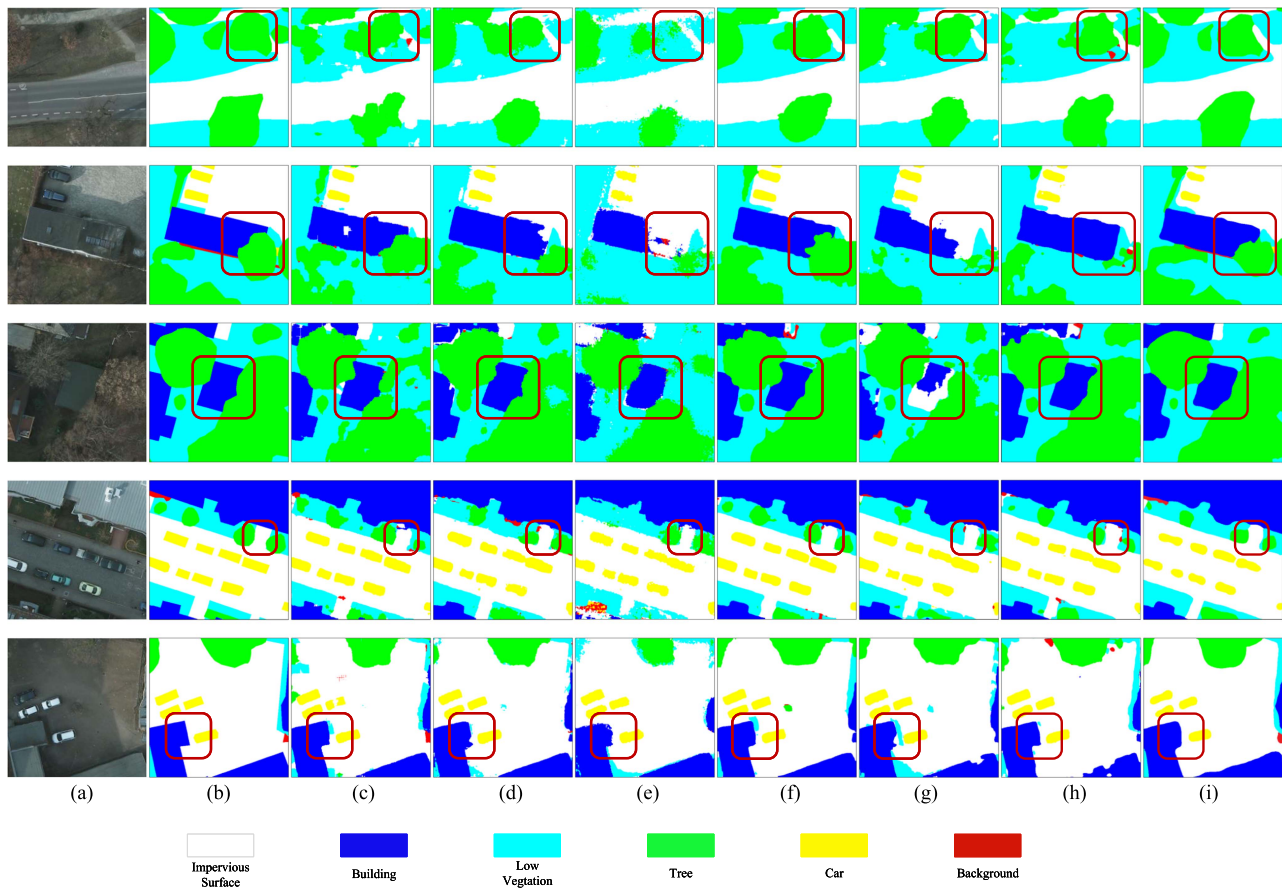 (a) (b) (c) (d) (e) (f) (g) (h) (i)
Impervious
Surface
Building
Low
Vegtation
Tree
Car
Background